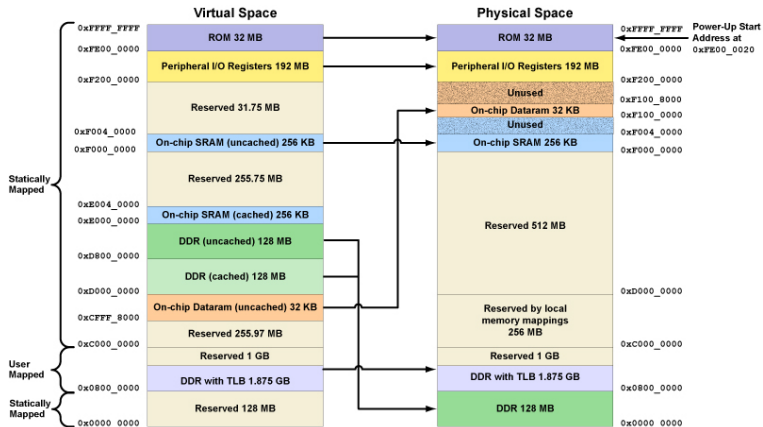 Virtual Space
Physical Space
0xFFFF_FFFF
ROM 32 MB
0xFE00_0000
Peripheral I/O Registers 192 MB
0xF200_0000
Reserved 31.75 MB
0xF004_0000
On-chip SRAM (uncached) 256 KB
0xF000_0000
Reserved 255.75 MB
0xE004_0000
On-chip SRAM (cached) 256 KB
0xE000_0000
DDR (uncached) 128 MB
0xD800_0000
DDR (cached) 128 MB
0xD000_0000
On-chip Dataram (uncached) 32 KB
0xCFFF_8000
Reserved 255.97 MB
0xC000_0000
Reserved 1 GB
DDR with TLB 1.875 GB
0x0800_0000
Reserved 128 MB
0x0000_0000
Statically
Mapped
User
Mapped
Statically
Mapped
0xFFFF_FFFF
ROM 32 MB
0xFE00_0000
Peripheral I/O Registers 192 MB
0xF200_0000
Unused
0xF100_8000
On-chip Dataram 32 KB
0xF100_0000
Unused
0xF004_0000
On-chip SRAM 256 KB
0xF000_0000
Reserved 512 MB
0xD000_0000
Reserved by local
memory mappings
256 MB
0xC000_0000
Reserved 1 GB
DDR with TLB 1.875 GB
0x0800_0000
DDR 128 MB
0x0000_0000
Power-Up Start
Address at
0xFE00_0020